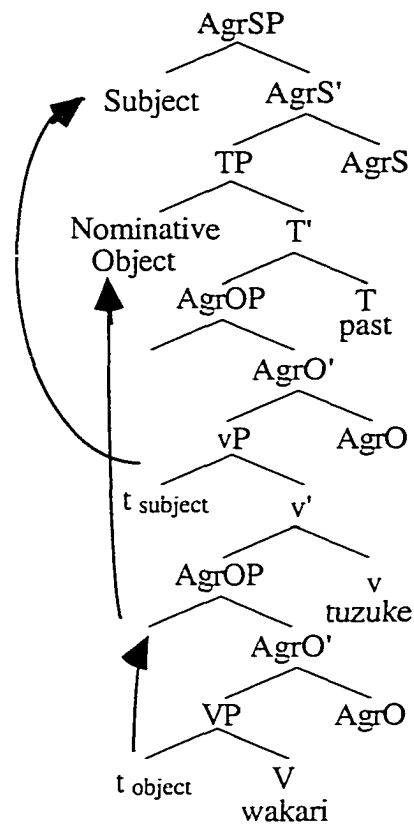 AgrSP
Subject AgrS'
TP AgrS
Nominative
Object T'
AgrOP T
past
AgrO'
vP AgrO
t subject v'
AgrOP v
tuzuke
AgrO'
VP AgrO
t object V
wakari